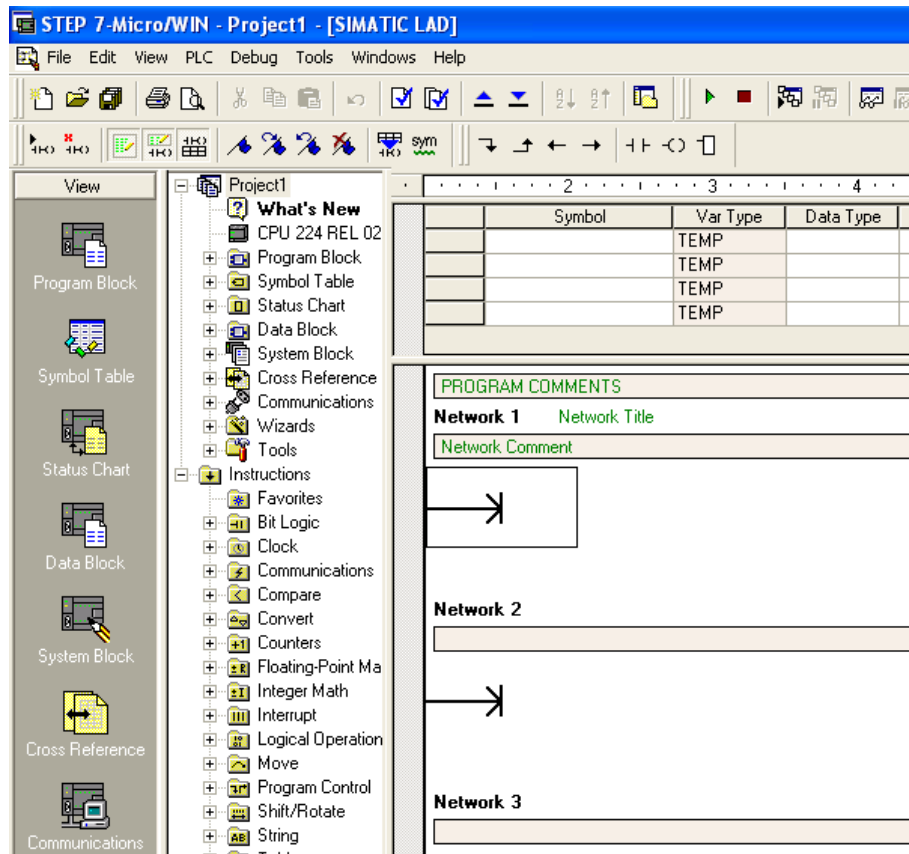 STEP 7-Micro/WIN - Project1 - [SIMATIC LAD]
File Edit View PLC Debug Tools Windows Help
sym
View
Program Block
Symbol Table
Status Chart
Data Block
System Block
Cross Reference
Communications
Project1
What's New
CPU 224 REL 02
Program Block
Symbol Table
Status Chart
Data Block
System Block
Cross Reference
Communications
Wizards
Tools
Instructions
Favorites
Bit Logic
Clock
Communications
Compare
Convert
Counters
Floating-Point Ma
Integer Math
Interrupt
Logical Operation
Move
Program Control
Shift/Rotate
String
2 3 4
Symbol Var Type Data Type
TEMP
TEMP
TEMP
TEMP
PROGRAM COMMENTS
Network 1 Network Title
Network Comment
Network 2
Network 3